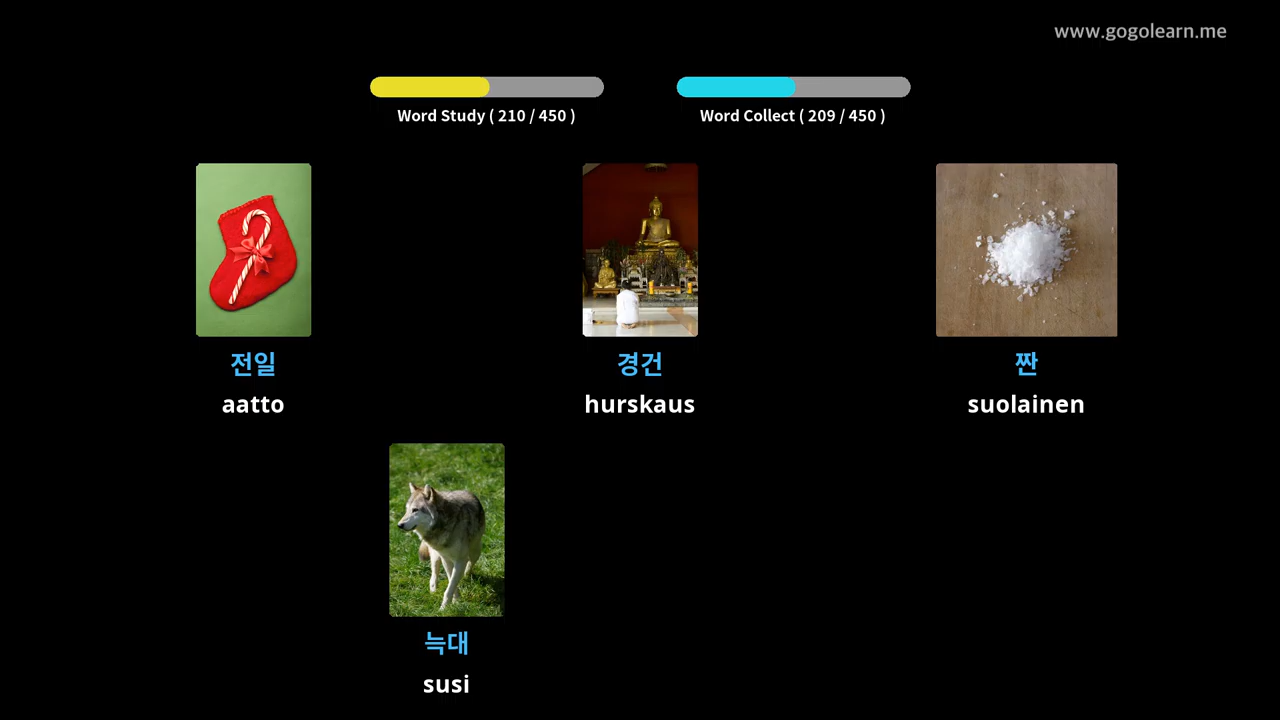 www.gogolearn.me
Word Study ( 210 / 450 )
Word Collect ( 209 / 450 )
전일
aatto
경건
hurskaus
짠
suolainen
늑대
susi